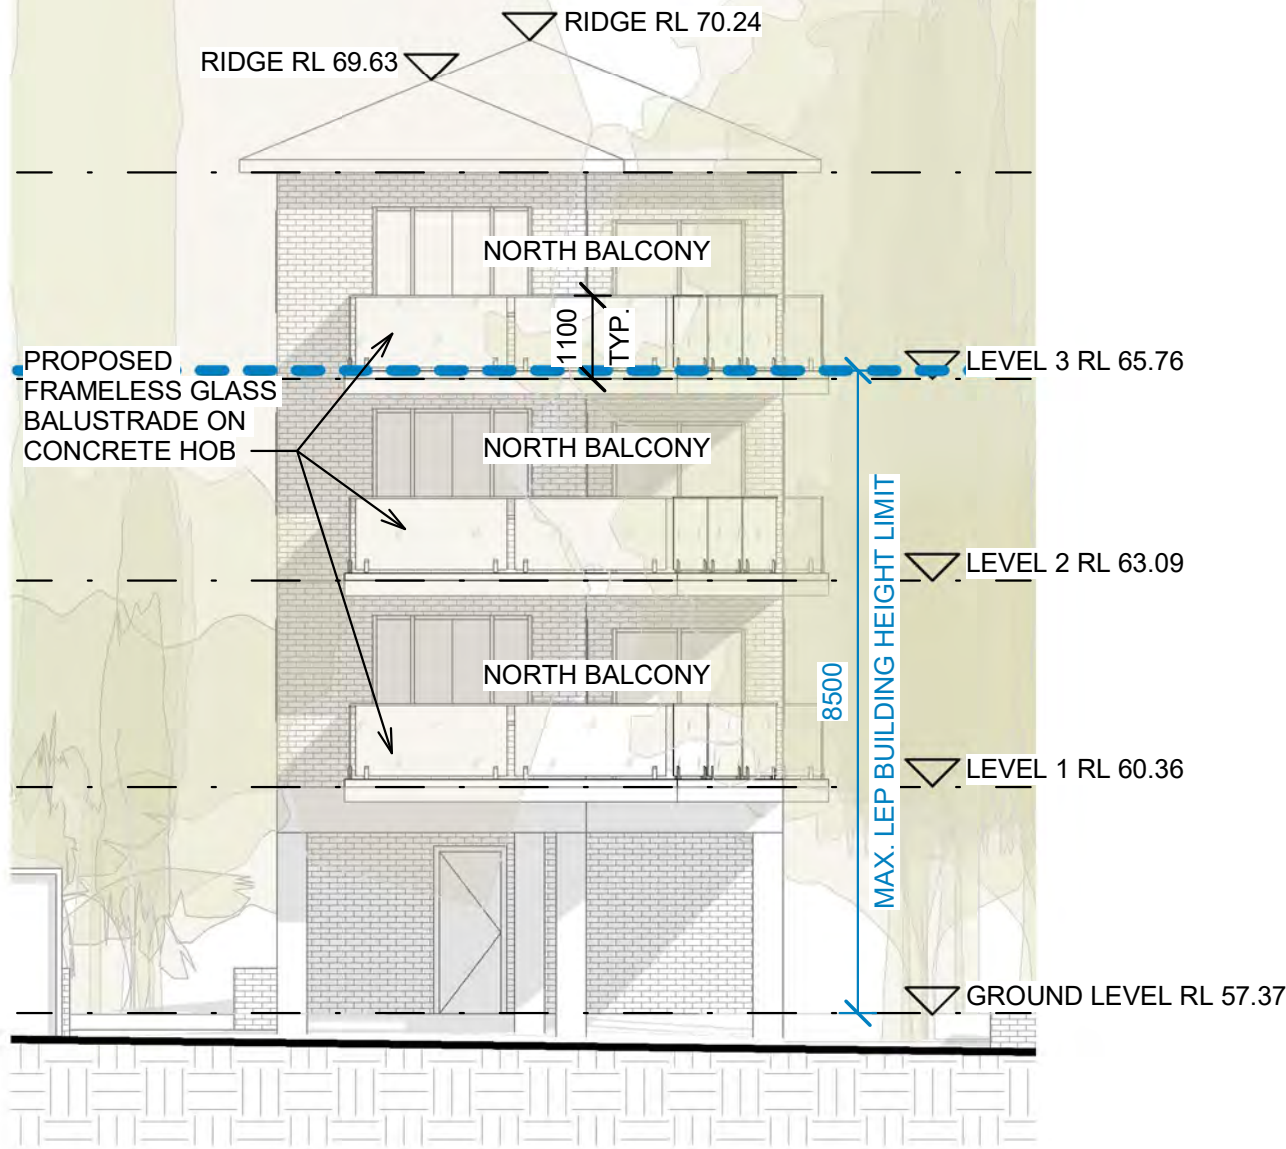 RIDGE RL 70.24
RIDGE RL 69.63
NORTH BALCONY
1100
TYP.
PROPOSED
FRAMELESS GLASS
BALUSTRADE ON
CONCRETE HOB
LEVEL 3 RL 65.76
NORTH BALCONY
LEVEL 2 RL 63.09
NORTH BALCONY
8500
MAX. LEP BUILDING HEIGHT LIMIT
LEVEL 1 RL 60.36
GROUND LEVEL RL 57.37